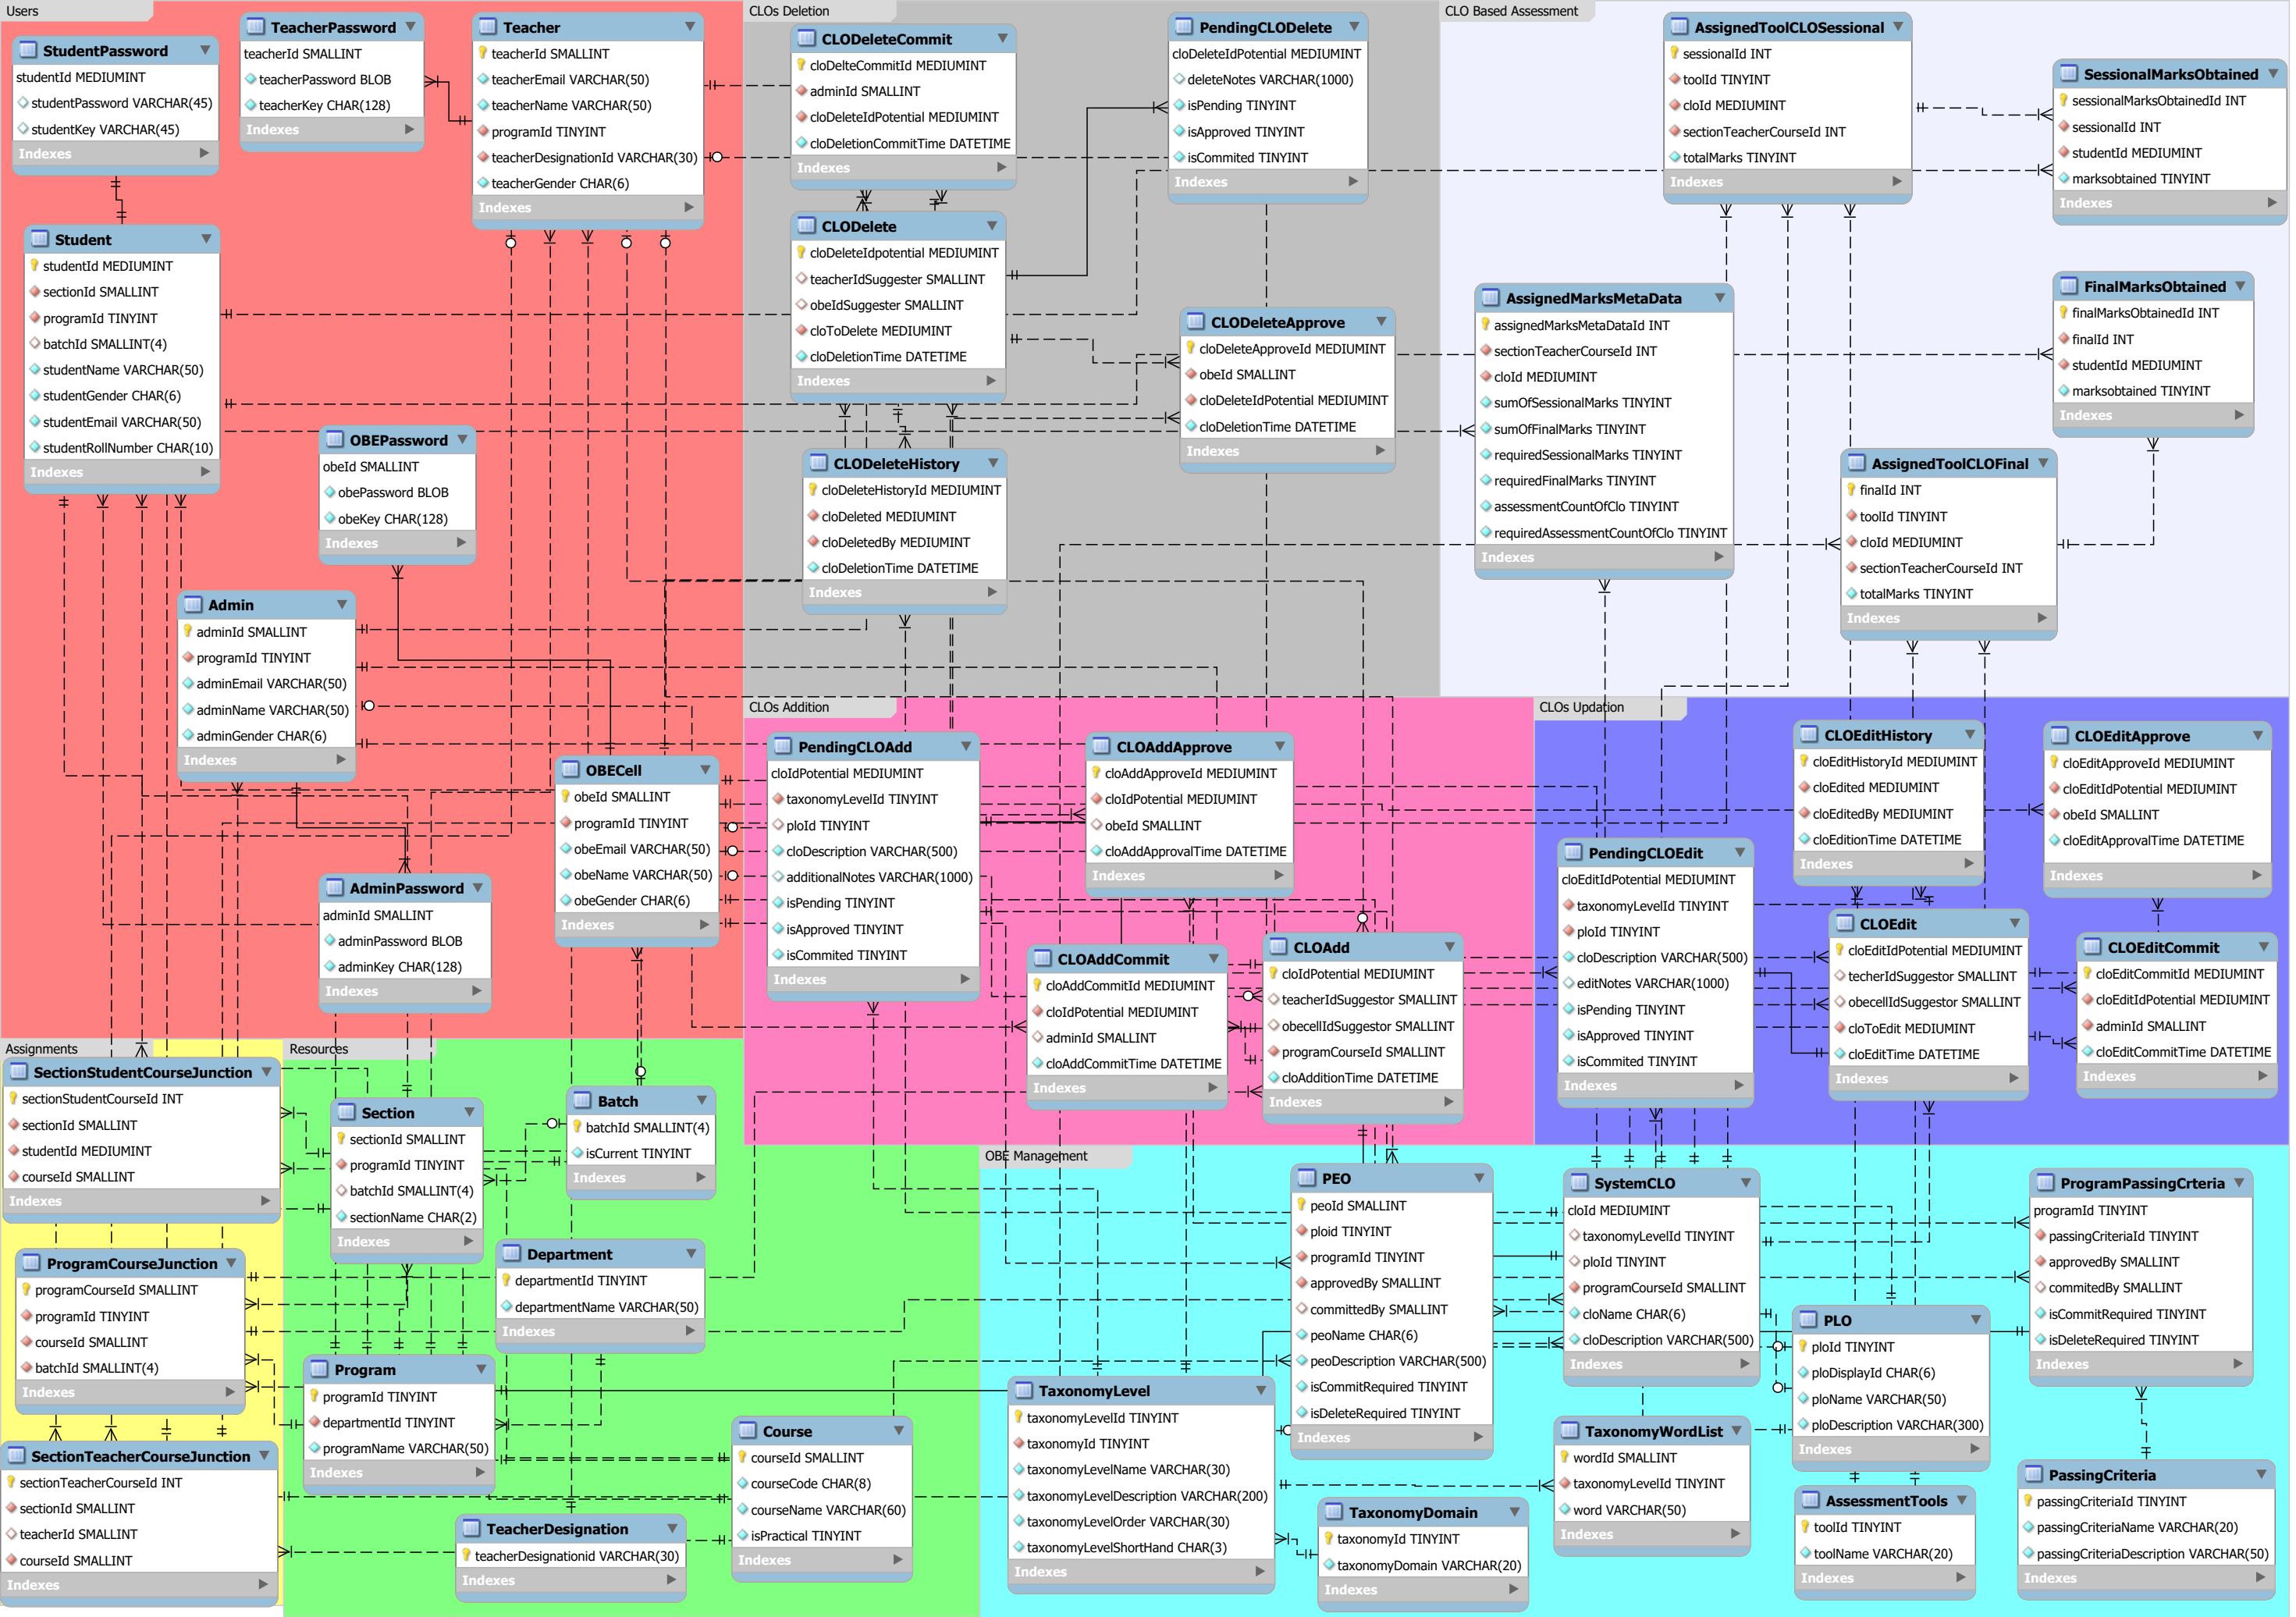 Users
StudentPassword
studentId MEDIUMINT
studentPassword VARCHAR(45)
studentKey VARCHAR(45)
Indexes
TeacherPassword
teacherId SMALLINT
teacherPassword BLOB
teacherKey CHAR(128)
Indexes
Teacher
teacherId SMALLINT
teacherEmail VARCHAR(50)
teacherName VARCHAR(50)
programId TINYINT
teacherDesignationId VARCHAR(30)
teacherGender CHAR(6)
Indexes
Student
studentId MEDIUMINT
sectionId SMALLINT
programId TINYINT
batchId SMALLINT(4)
studentName VARCHAR(50)
studentGender CHAR(6)
studentEmail VARCHAR(50)
studentRollNumber CHAR(10)
Indexes
OBEPassword
obeId SMALLINT
obePassword BLOB
obeKey CHAR(128)
Indexes
Admin
adminId SMALLINT
programId TINYINT
adminEmail VARCHAR(50)
adminName VARCHAR(50)
adminGender CHAR(6)
Indexes
OBECell
obeId SMALLINT
programId TINYINT
obeEmail VARCHAR(50)
obeName VARCHAR(50)
obeGender CHAR(6)
Indexes
AdminPassword
adminId SMALLINT
adminPassword BLOB
adminKey CHAR(128)
Indexes
CLOs Deletion
CLODeleteCommit
cloDelteCommitId MEDIUMINT
adminId SMALLINT
cloDeleteIdPotential MEDIUMINT
cloDeletionCommitTime DATETIME
Indexes
PendingCLODelete
cloDeleteIdPotential MEDIUMINT
deleteNotes VARCHAR(1000)
isPending TINYINT
isApproved TINYINT
isCommited TINYINT
Indexes
CLODelete
cloDeleteIdpotential MEDIUMINT
teacherIdSuggester SMALLINT
obeIdSuggester SMALLINT
cloToDelete MEDIUMINT
cloDeletionTime DATETIME
Indexes
CLODeleteApprove
cloDeleteApproveId MEDIUMINT
obeId SMALLINT
cloDeleteIdPotential MEDIUMINT
cloDeletionTime DATETIME
Indexes
CLODeleteHistory
cloDeleteHistoryId MEDIUMINT
cloDeleted MEDIUMINT
cloDeletedBy MEDIUMINT
cloDeletionTime DATETIME
Indexes
CLO Based Assessment
AssignedToolCLOSessional
sessionalId INT
toolId TINYINT
cloId MEDIUMINT
sectionTeacherCourseId INT
totalMarks TINYINT
Indexes
SessionalMarksObtained
sessionalMarksObtainedId INT
sessionalId INT
studentId MEDIUMINT
marksobtained TINYINT
Indexes
AssignedMarksMetaData
assignedMarksMetaDataId INT
sectionTeacherCourseId INT
cloId MEDIUMINT
sumOfSessionalMarks TINYINT
sumOfFinalMarks TINYINT
requiredSessionalMarks TINYINT
requiredFinalMarks TINYINT
assessmentCountOfClo TINYINT
requiredAssessmentCountOfClo TINYINT
Indexes
FinalMarksObtained
finalMarksObtainedId INT
finalId INT
studentId MEDIUMINT
marksobtained TINYINT
Indexes
AssignedToolCLOFinal
finalId INT
toolId TINYINT
cloId MEDIUMINT
sectionTeacherCourseId INT
totalMarks TINYINT
Indexes
CLOs Addition
PendingCLOAdd
cloIdPotential MEDIUMINT
taxonomyLevelId TINYINT
ploId TINYINT
cloDescription VARCHAR(500)
additionalNotes VARCHAR(1000)
isPending TINYINT
isApproved TINYINT
isCommited TINYINT
Indexes
CLOAddApprove
cloAddApproveId MEDIUMINT
cloIdPotential MEDIUMINT
obeId SMALLINT
cloAddApprovalTime DATETIME
Indexes
CLOAddCommit
cloAddCommitId MEDIUMINT
cloIdPotential MEDIUMINT
adminId SMALLINT
cloAddCommitTime DATETIME
Indexes
CLOAdd
cloIdPotential MEDIUMINT
teacherIdSuggestor SMALLINT
obecellIdSuggestor SMALLINT
programCourseId SMALLINT
cloAdditionTime DATETIME
Indexes
CLOs Updation
CLOEditHistory
cloEditHistoryId MEDIUMINT
cloEdited MEDIUMINT
cloEditedBy MEDIUMINT
cloEditionTime DATETIME
Indexes
CLOEditApprove
cloEditApproveId MEDIUMINT
cloEditIdPotential MEDIUMINT
obeId SMALLINT
cloEditApprovalTime DATETIME
Indexes
PendingCLOEdit
cloEditIdPotential MEDIUMINT
taxonomyLevelId TINYINT
ploId TINYINT
cloDescription VARCHAR(500)
editNotes VARCHAR(1000)
isPending TINYINT
isApproved TINYINT
isCommited TINYINT
Indexes
CLOEdit
cloEditIdPotential MEDIUMINT
techerIdSuggestor SMALLINT
obecellIdSuggestor SMALLINT
cloToEdit MEDIUMINT
cloEditTime DATETIME
Indexes
CLOEditCommit
cloEditCommitId MEDIUMINT
cloEditIdPotential MEDIUMINT
adminId SMALLINT
cloEditCommitTime DATETIME
Indexes
Assignments
SectionStudentCourseJunction
sectionStudentCourseId INT
sectionId SMALLINT
studentId MEDIUMINT
courseId SMALLINT
Indexes
ProgramCourseJunction
programCourseId SMALLINT
programId TINYINT
courseId SMALLINT
batchId SMALLINT(4)
Indexes
SectionTeacherCourseJunction
sectionTeacherCourseId INT
sectionId SMALLINT
teacherId SMALLINT
courseId SMALLINT
Indexes
Resources
Section
sectionId SMALLINT
programId TINYINT
batchId SMALLINT(4)
sectionName CHAR(2)
Indexes
Batch
batchId SMALLINT(4)
isCurrent TINYINT
Indexes
Department
departmentId TINYINT
departmentName VARCHAR(50)
Indexes
Program
programId TINYINT
departmentId TINYINT
programName VARCHAR(50)
Indexes
Course
courseId SMALLINT
courseCode CHAR(8)
courseName VARCHAR(60)
isPractical TINYINT
Indexes
TeacherDesignation
teacherDesignationid VARCHAR(30)
Indexes
OBE Management
PEO
peoId SMALLINT
ploid TINYINT
programId TINYINT
approvedBy SMALLINT
committedBy SMALLINT
peoName CHAR(6)
peoDescription VARCHAR(500)
isCommitRequired TINYINT
isDeleteRequired TINYINT
Indexes
SystemCLO
cloId MEDIUMINT
taxonomyLevelId TINYINT
ploId TINYINT
programCourseId SMALLINT
cloName CHAR(6)
cloDescription VARCHAR(500)
Indexes
ProgramPassingCrteria
programId TINYINT
passingCriteriaId TINYINT
approvedBy SMALLINT
commitedBy SMALLINT
isCommitRequired TINYINT
isDeleteRequired TINYINT
Indexes
PLO
ploId TINYINT
ploDisplayId CHAR(6)
ploName VARCHAR(50)
ploDescription VARCHAR(300)
Indexes
TaxonomyLevel
taxonomyLevelId TINYINT
taxonomyId TINYINT
taxonomyLevelName VARCHAR(30)
taxonomyLevelDescription VARCHAR(200)
taxonomyLevelOrder VARCHAR(30)
taxonomyLevelShortHand CHAR(3)
Indexes
TaxonomyWordList
wordId SMALLINT
taxonomyLevelId TINYINT
word VARCHAR(50)
Indexes
TaxonomyDomain
taxonomyId TINYINT
taxonomyDomain VARCHAR(20)
Indexes
AssessmentTools
toolId TINYINT
toolName VARCHAR(20)
Indexes
PassingCriteria
passingCriteriaId TINYINT
passingCriteriaName VARCHAR(20)
passingCriteriaDescription VARCHAR(50)
Indexes